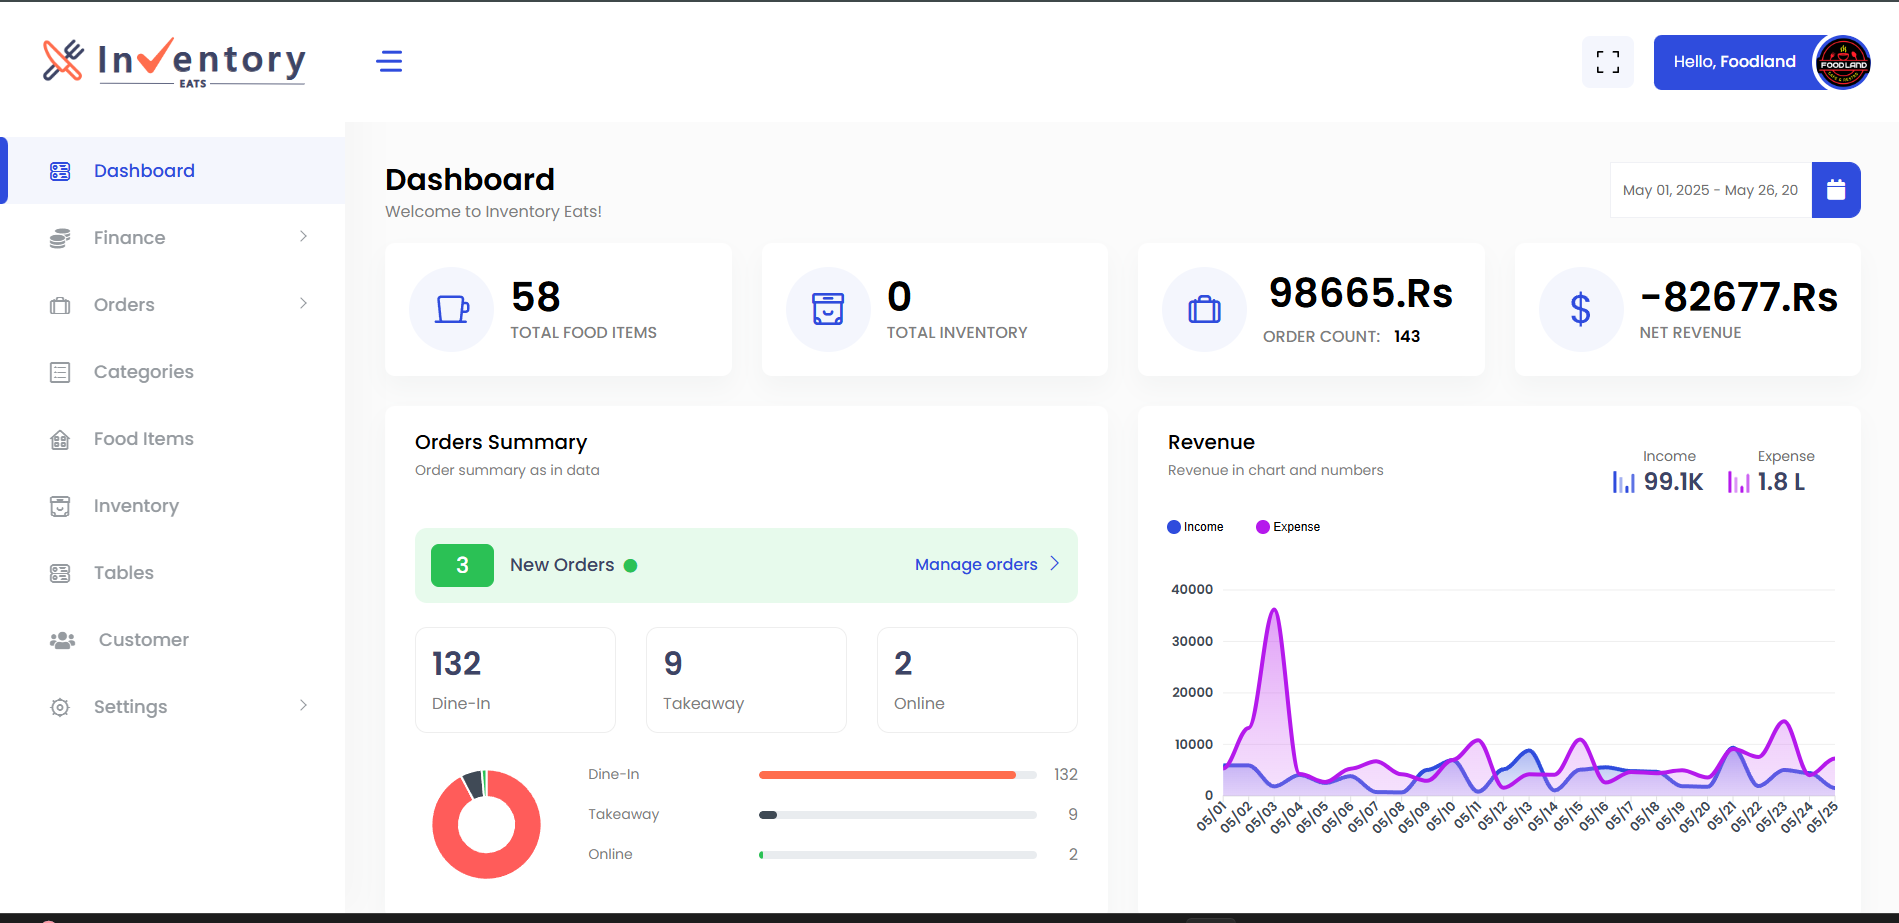 Inventory
EATS
Hello, Foodland
FOODLAND
Dashboard
Finance
Orders
Categories
Food Items
Inventory
Tables
Customer
Settings
Dashboard
Welcome to Inventory Eats!
May 01, 2025 - May 26, 20
58
TOTAL FOOD ITEMS
0
TOTAL INVENTORY
98665.Rs
ORDER COUNT: 143
-82677.Rs
NET REVENUE
Orders Summary
Order summary as in data
3 New Orders Manage orders
132
Dine-In
9
Takeaway
2
Online
Dine-In 132
Takeaway 9
Online 2
Revenue
Revenue in chart and numbers
Income
99.1K
Expense
1.8 L
Income Expense
40000
30000
20000
10000
0
05/01 05/02 05/03 05/04 05/05 05/06 05/07 05/08 05/09 05/10 05/11 05/12 05/13 05/14 05/15 05/16 05/17 05/18 05/19 05/20 05/21 05/22 05/23 05/24 05/25